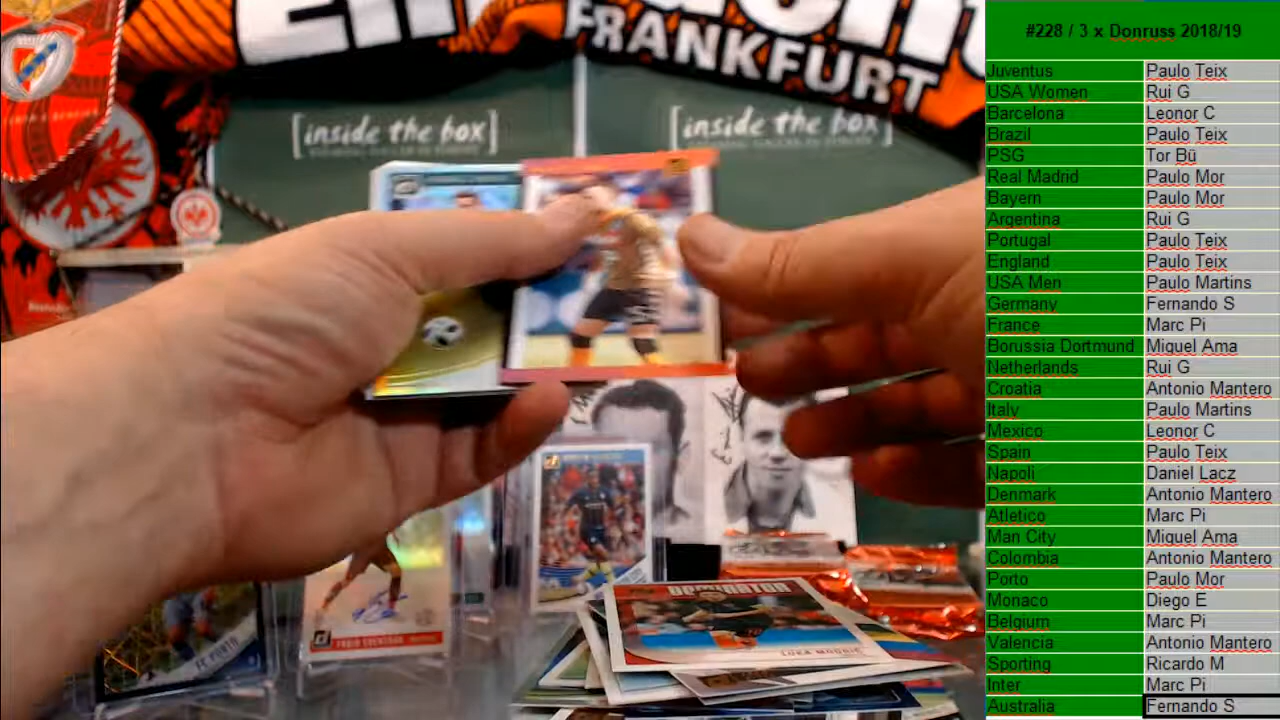 FRANKFURT
[inside the box]
[inside the box]
#228 / 3 x Donruss 2018/19
Juventus Paulo Teix
USA Women Rui G
Barcelona Leonor C
Brazil Paulo Teix
PSG Tor Bü
Real Madrid Paulo Mor
Bayern Paulo Mor
Argentina Rui G
Portugal Paulo Teix
England Paulo Teix
USA Men Paulo Martins
Germany Fernando S
France Marc Pi
Borussia Dortmund Miguel Ama
Netherlands Rui G
Croatia Antonio Mantero
Italy Paulo Martins
Mexico Leonor C
Spain Paulo Teix
Napoli Daniel Lacz
Denmark Antonio Mantero
Atletico Marc Pi
Man City Miguel Ama
Colombia Antonio Mantero
Porto Paulo Mor
Monaco Diego E
Belgium Marc Pi
Valencia Antonio Mantero
Sporting Ricardo M
Inter Marc Pi
Australia Fernando S
DOMINATOR
LUKA MODRIC
FC PORTO